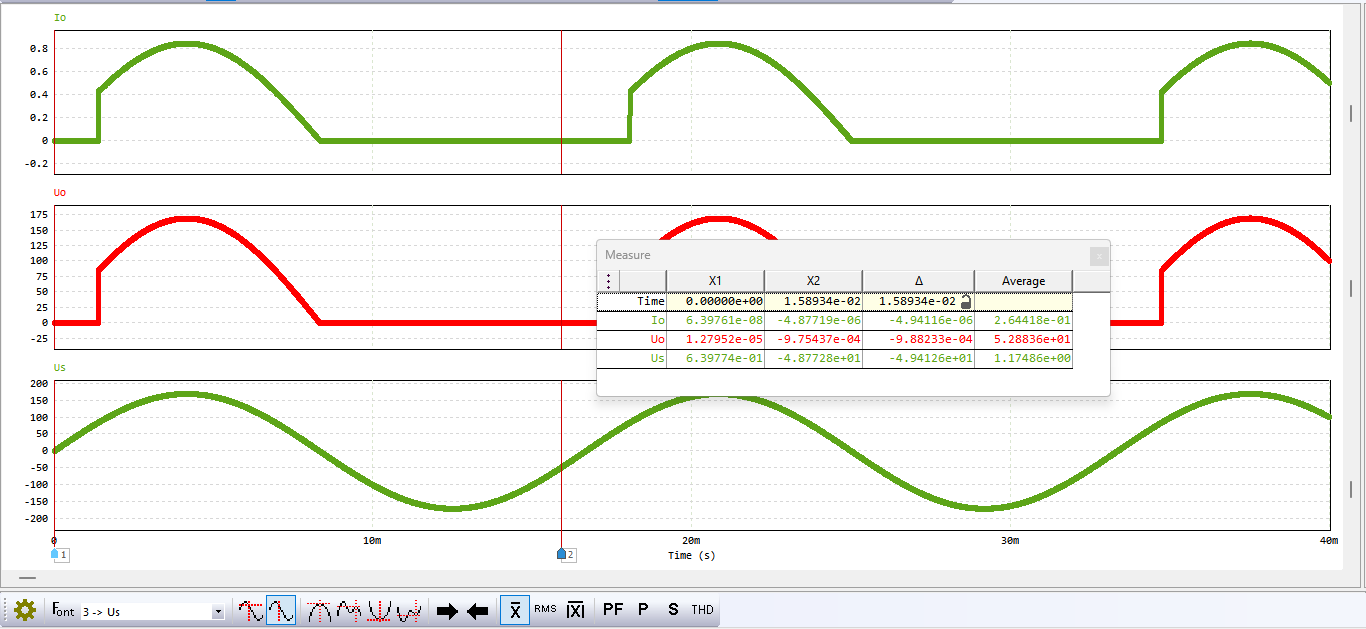 Io
0.8
0.6
0.4
0.2
0
-0.2
Uo
175
150
125
100
75
50
25
0
-25
Measure
X1 X2 Δ Average
Time 0.00000e+00 1.58934e-02 1.58934e-02
Io 6.39761e-08 -4.87719e-06 -4.94116e-06 2.64418e-01
Uo 1.27952e-05 -9.75437e-04 -9.88233e-04 5.28836e+01
Us 6.39774e-01 -4.87728e+01 -4.94126e+01 1.17486e+00
Us
200
150
100
50
0
-50
-100
-150
-200
0 10m 20m 30m 40m
1 2 Time (s)
Font 3 -> Us X RMS |X| PF P S THD